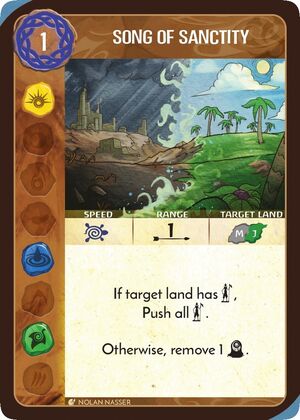 1
SONG OF SANCTITY
SPEED RANGE TARGET LAND
1 M J
If target land has ,
Push all .
Otherwise, remove 1 .
NOLAN NASSER